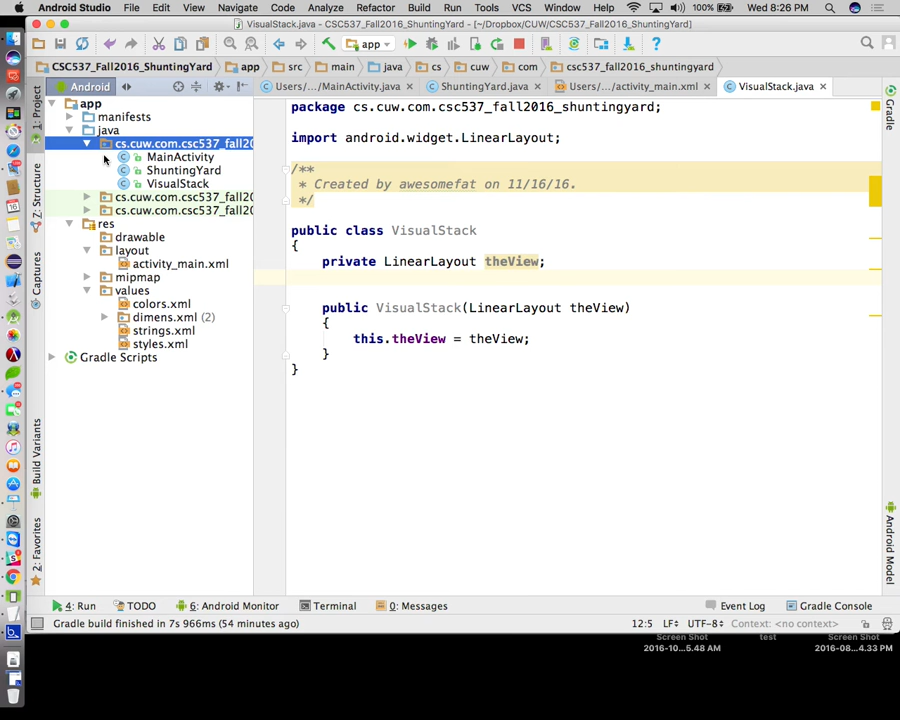 Android Studio File Edit View Navigate Code Analyze Refactor Build Run Tools VCS Window Help 100% Wed 8:26 PM
VisualStack.java - CSC537_Fall2016_ShuntingYard - [~/Dropbox/CUW/CSC537_Fall2016_ShuntingYard]
app
CSC537_Fall2016_ShuntingYard app src main java cs cuw com csc537_fall2016_shuntingyard
Android
Users/.../MainActivity.java ShuntingYard.java Users/.../activity_main.xml VisualStack.java
1: Project
Z: Structure
Captures
Build Variants
2: Favorites
app
manifests
java
cs.cuw.com.csc537_fall20
MainActivity
ShuntingYard
VisualStack
cs.cuw.com.csc537_fall20
cs.cuw.com.csc537_fall20
res
drawable
layout
activity_main.xml
mipmap
values
colors.xml
dimens.xml (2)
strings.xml
styles.xml
Gradle Scripts
package cs.cuw.com.csc537_fall2016_shuntingyard;
import android.widget.LinearLayout;
/**
* Created by awesomefat on 11/16/16.
*/
public class VisualStack
{
private LinearLayout theView;
public VisualStack(LinearLayout theView)
{
this.theView = theView;
}
}
Gradle
Android Model
4: Run TODO 6: Android Monitor Terminal 0: Messages Event Log Gradle Console
Gradle build finished in 7s 966ms (54 minutes ago) 12:5 LF UTF-8 Context: <no context>
Screen Shot test Screen Shot
2016-10...5.48 AM 2016-08...4.33 PM